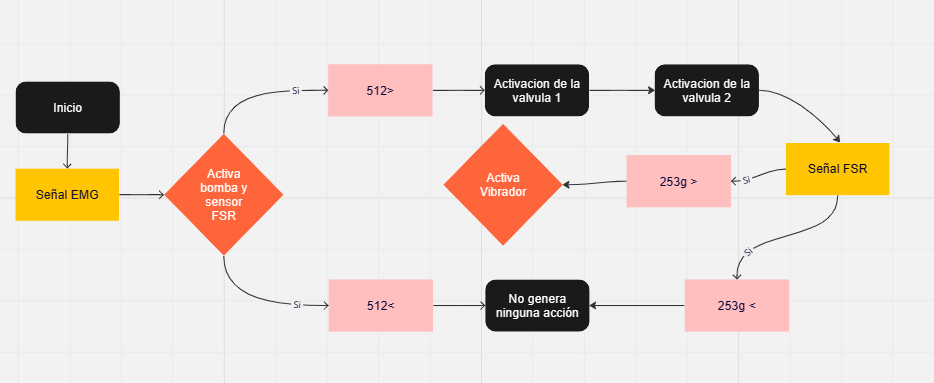 Inicio
Señal EMG
Activa
bomba y
sensor
FSR
Si
512>
Activacion de la
valvula 1
Activacion de la
valvula 2
Señal FSR
Si
253g >
Activa
Vibrador
Si
512<
No genera
ninguna acción
Si
253g <